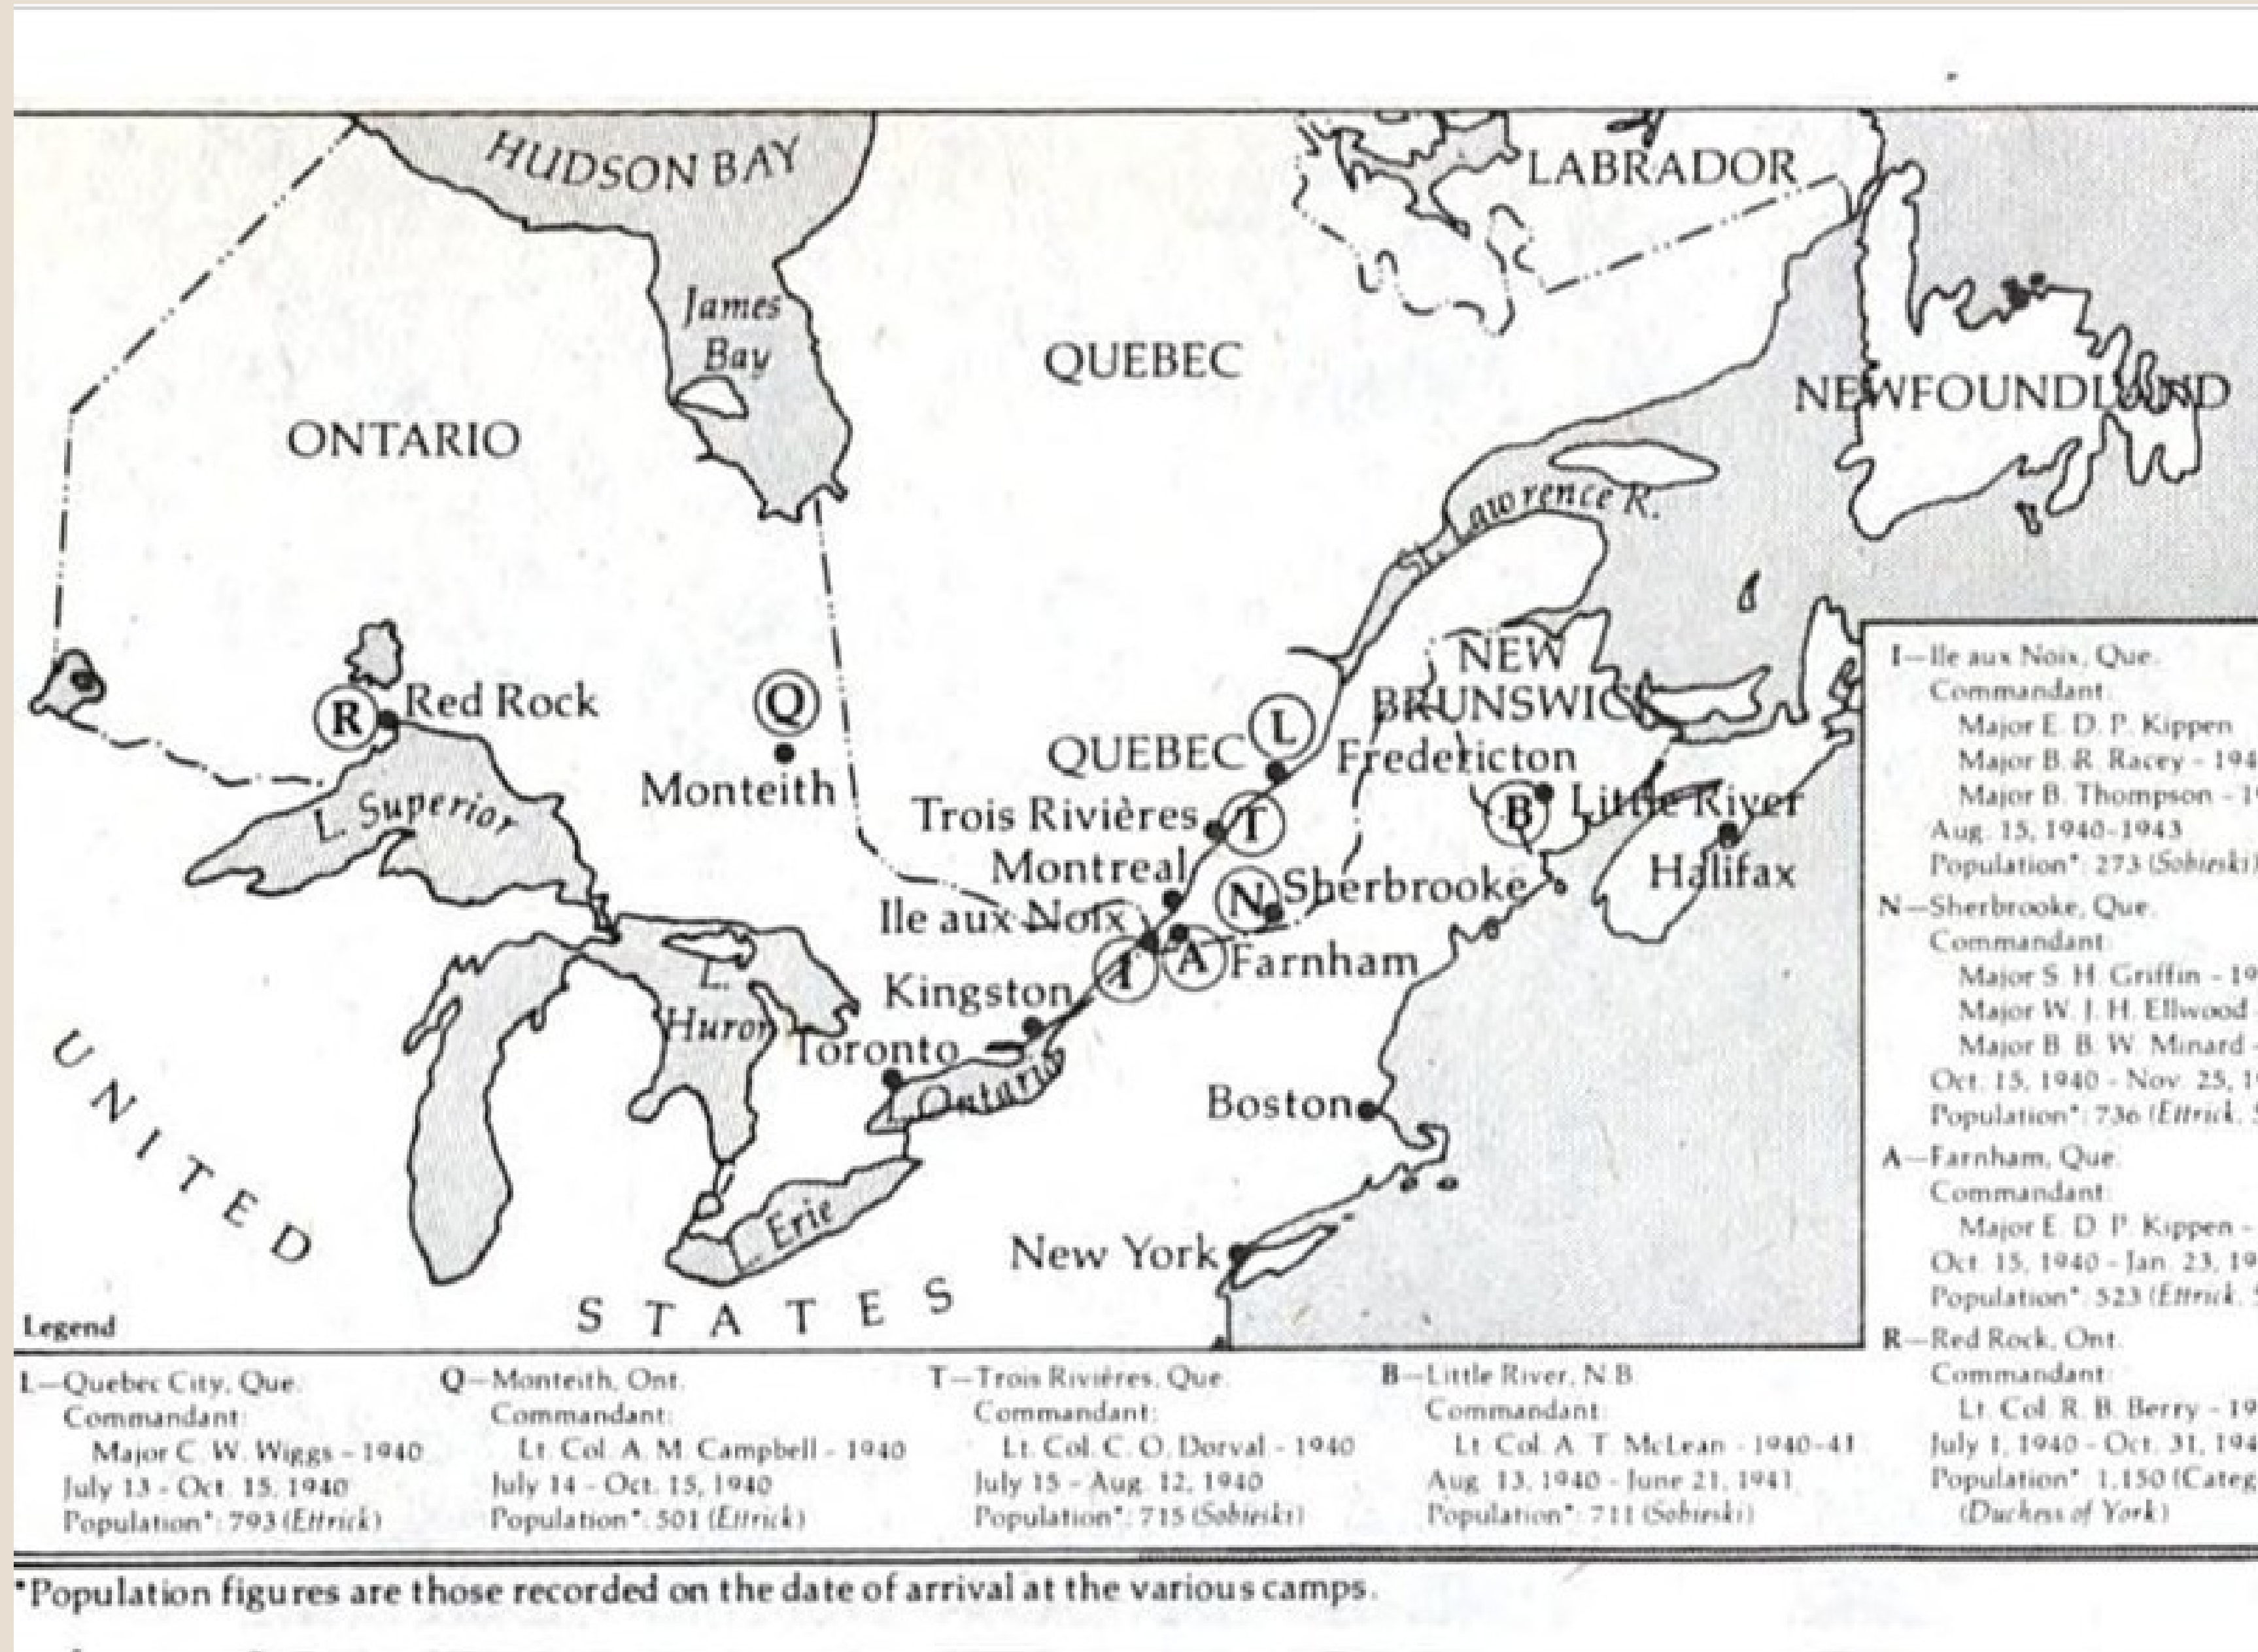 HUDSON BAY
LABRADOR
James
Bay
QUEBEC
NEWFOUNDLAND
ONTARIO
St. Lawrence R.
NEW
BRUNSWICK
R
Red Rock
Q
Monteith
L
QUEBEC
Fredericton
B
Little River
Trois Rivières
T
L. Superior
Montreal
Halifax
N
Sherbrooke
Ile aux Noix
I
A
Farnham
L.
Huron
Kingston
Toronto
L. Ontario
UNITED
Boston
L. Erie
New York
STATES
I—Ile aux Noix, Que.
Commandant:
Major E. D. P. Kippen
Major B. R. Racey – 194
Major B. Thompson – 1
Aug. 15, 1940–1943
Population*: 273 (Sobieski)
N—Sherbrooke, Que.
Commandant:
Major S. H. Griffin – 19
Major W. J. H. Ellwood –
Major B. B. W. Minard –
Oct. 15, 1940 – Nov. 25, 1
Population*: 736 (Ettrick,
A—Farnham, Que.
Commandant:
Major E. D. P. Kippen –
Oct. 15, 1940 – Jan. 23, 19
Population*: 523 (Ettrick,
R—Red Rock, Ont.
Commandant:
Lt. Col. R. B. Berry – 19
July 1, 1940 – Oct. 31, 194
Population*: 1,150 (Categ
(Duchess of York)
Legend
L—Quebec City, Que.
Commandant:
Major C. W. Wiggs – 1940
July 13 – Oct. 15, 1940
Population*: 793 (Ettrick)
Q—Monteith, Ont.
Commandant:
Lt. Col. A. M. Campbell – 1940
July 14 – Oct. 15, 1940
Population*: 501 (Ettrick)
T—Trois Rivières, Que.
Commandant:
Lt. Col. C. O. Dorval – 1940
July 15 – Aug. 12, 1940
Population*: 715 (Sobieski)
B—Little River, N.B.
Commandant:
Lt. Col. A. T. McLean – 1940–41
Aug. 13, 1940 – June 21, 1941
Population*: 711 (Sobieski)
*Population figures are those recorded on the date of arrival at the various camps.